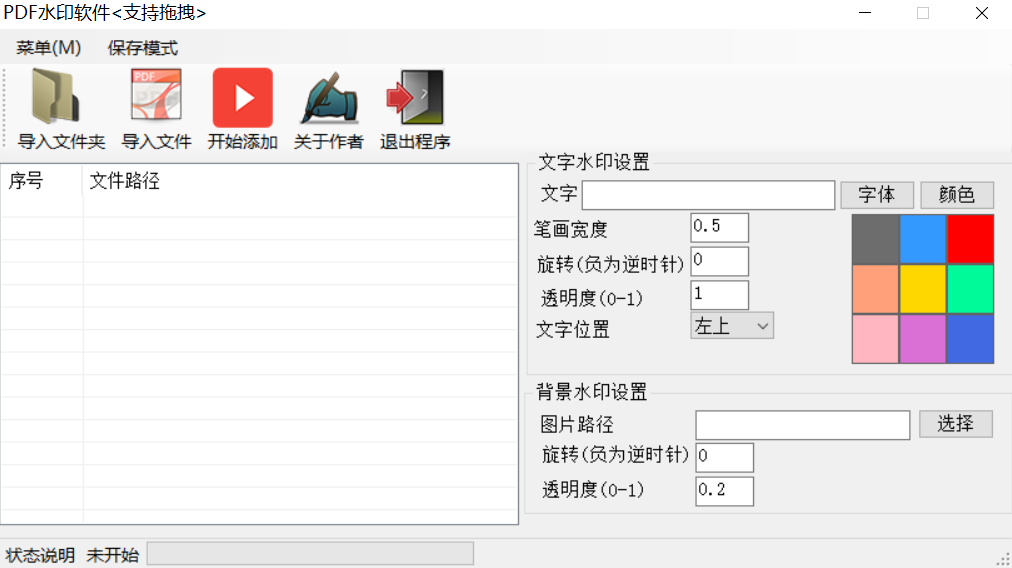 PDF水印软件<支持拖拽>
菜单(M) 保存模式
PDF
导入文件夹 导入文件 开始添加 关于作者 退出程序
序号 文件路径
文字水印设置
文字 字体 颜色
笔画宽度 0.5
旋转(负为逆时针) 0
透明度(0-1) 1
文字位置 左上
背景水印设置
图片路径 选择
旋转(负为逆时针) 0
透明度(0-1) 0.2
状态说明 未开始